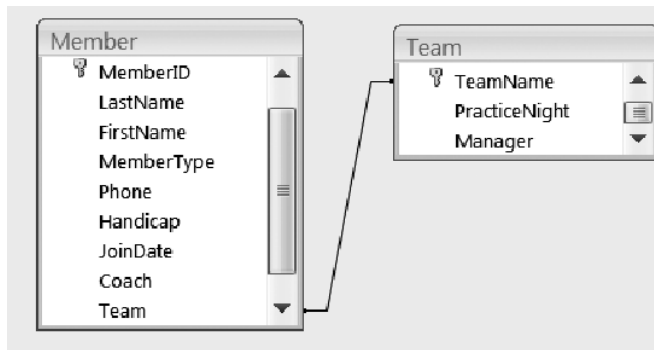 Member
MemberID
LastName
FirstName
MemberType
Phone
Handicap
JoinDate
Coach
Team
Team
TeamName
PracticeNight
Manager